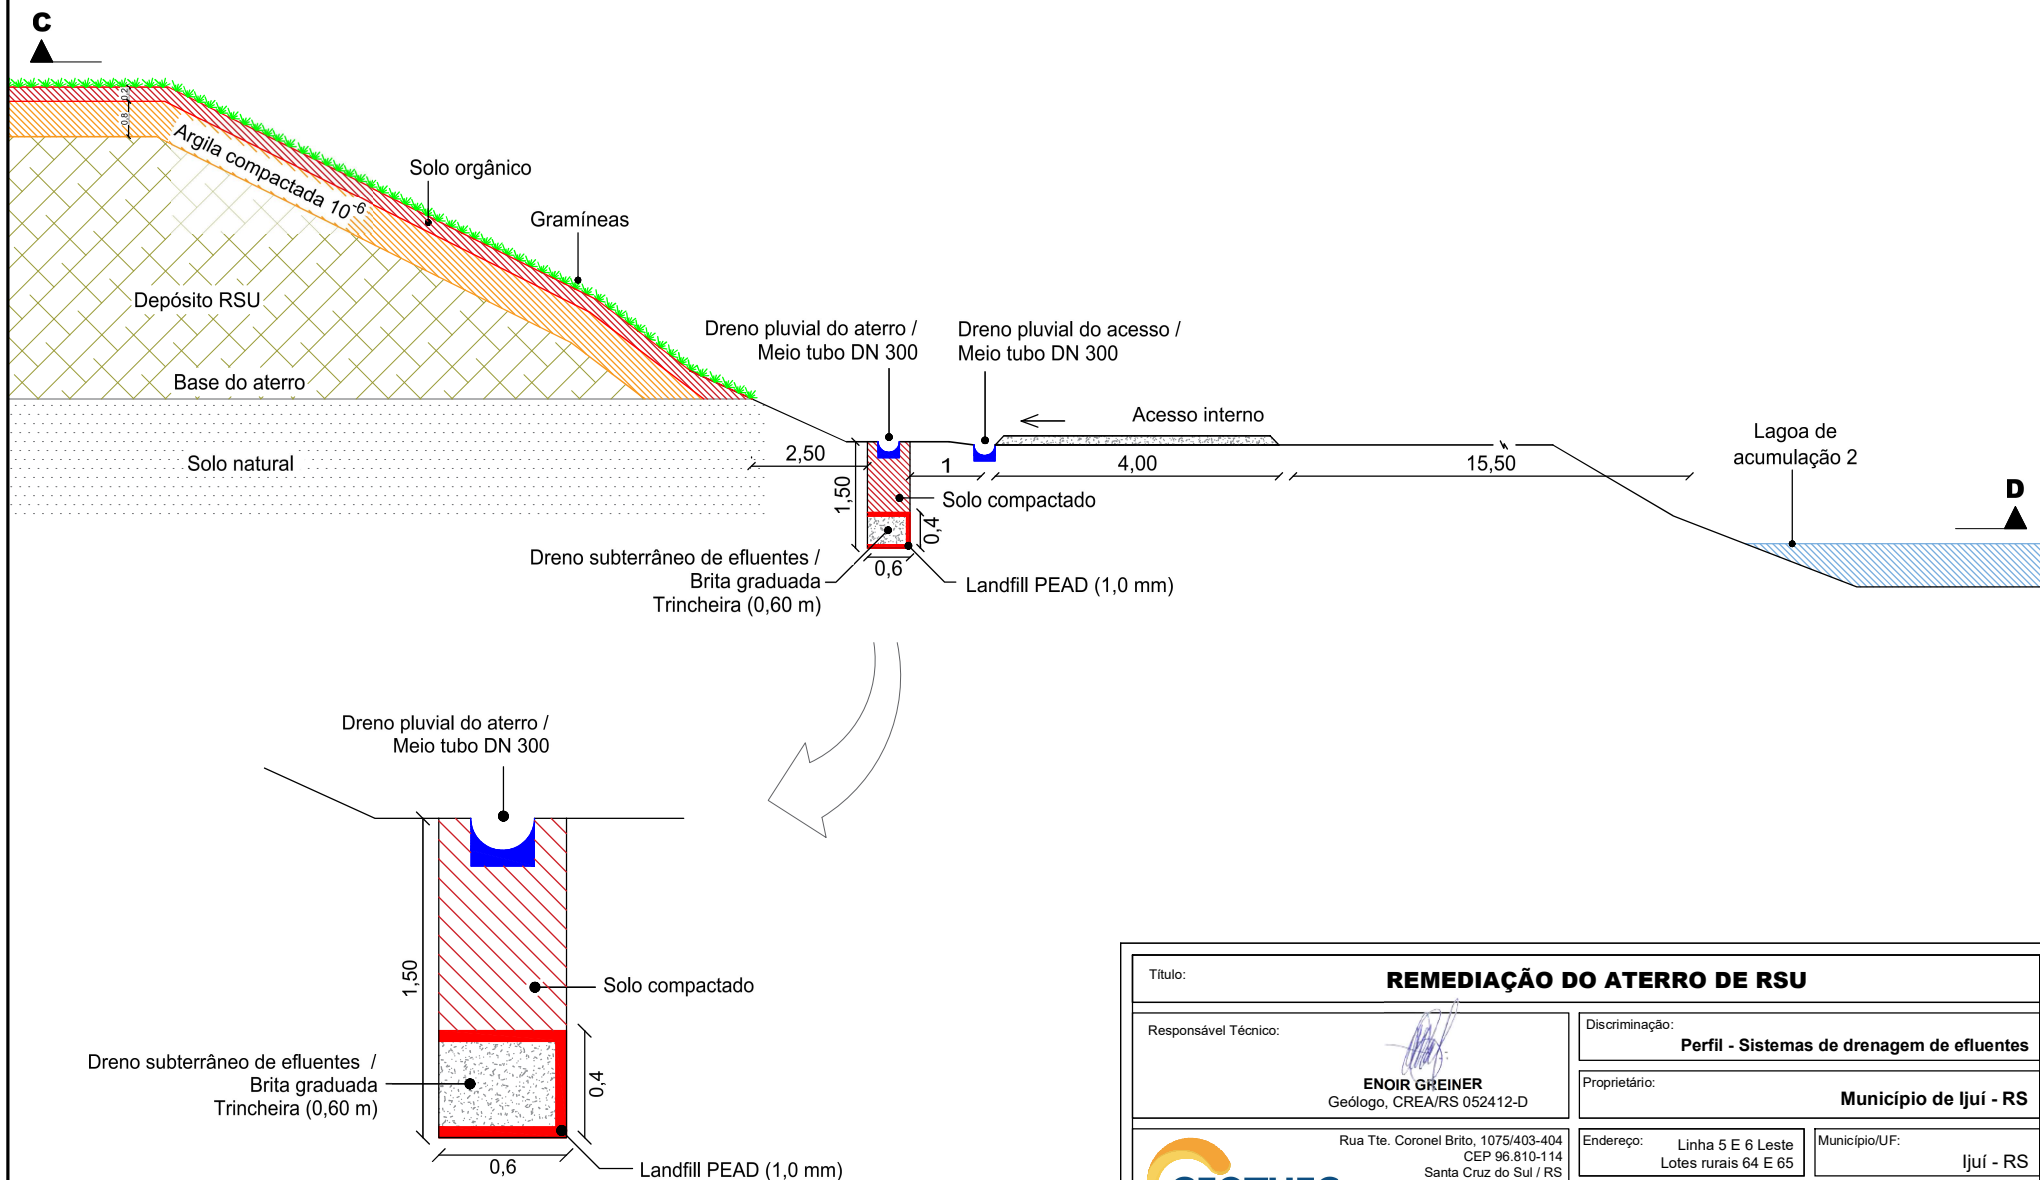 C
0,2
0,8
Argila compactada 10-6
Solo orgânico
Gramíneas
Depósito RSU
Base do aterro
Solo natural
Dreno pluvial do aterro /
Meio tubo DN 300
Dreno pluvial do acesso /
Meio tubo DN 300
Acesso interno
2,50
1
4,00
15,50
1,50
Solo compactado
0,4
0,6
Dreno subterrâneo de efluentes /
Brita graduada
Trincheira (0,60 m)
Landfill PEAD (1,0 mm)
Lagoa de
acumulação 2
D
Dreno pluvial do aterro /
Meio tubo DN 300
1,50
Solo compactado
Dreno subterrâneo de efluentes /
Brita graduada
Trincheira (0,60 m)
0,4
0,6
Landfill PEAD (1,0 mm)
Título:
REMEDIAÇÃO DO ATERRO DE RSU
Responsável Técnico:
ENOIR GREINER
Geólogo, CREA/RS 052412-D
Discriminação:
Perfil - Sistemas de drenagem de efluentes
Proprietário:
Município de Ijuí - RS
Rua Tte. Coronel Brito, 1075/403-404
CEP 96.810-114
Santa Cruz do Sul / RS
Endereço:
Linha 5 E 6 Leste
Lotes rurais 64 E 65
Município/UF:
Ijuí - RS